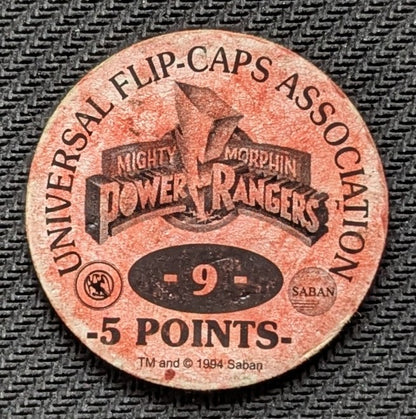 UNIVERSAL FLIP-CAPS ASSOCIATION
MIGHTY MORPHIN
POWER RANGERS
- 9 -
SABAN
-5 POINTS-
TM and © 1994 Saban